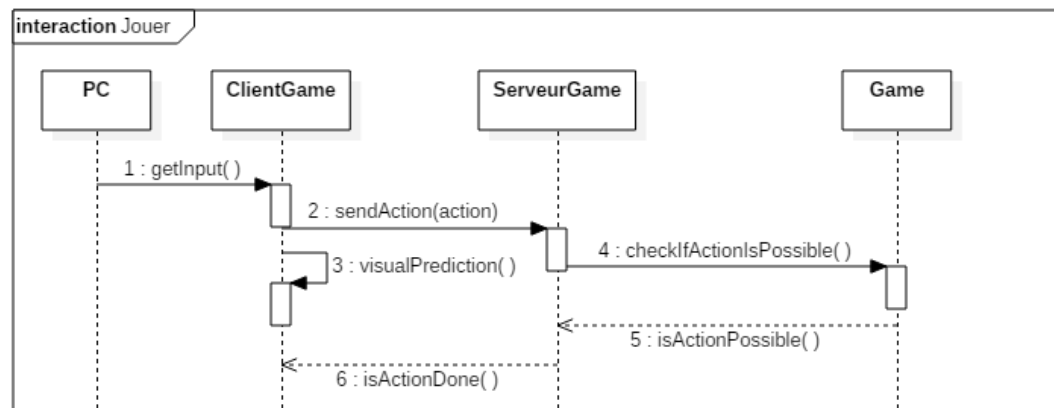 interaction Jouer
PC
ClientGame
ServeurGame
Game
1 : getInput( )
2 : sendAction(action)
3 : visualPrediction( )
4 : checkIfActionIsPossible( )
5 : isActionPossible( )
6 : isActionDone( )